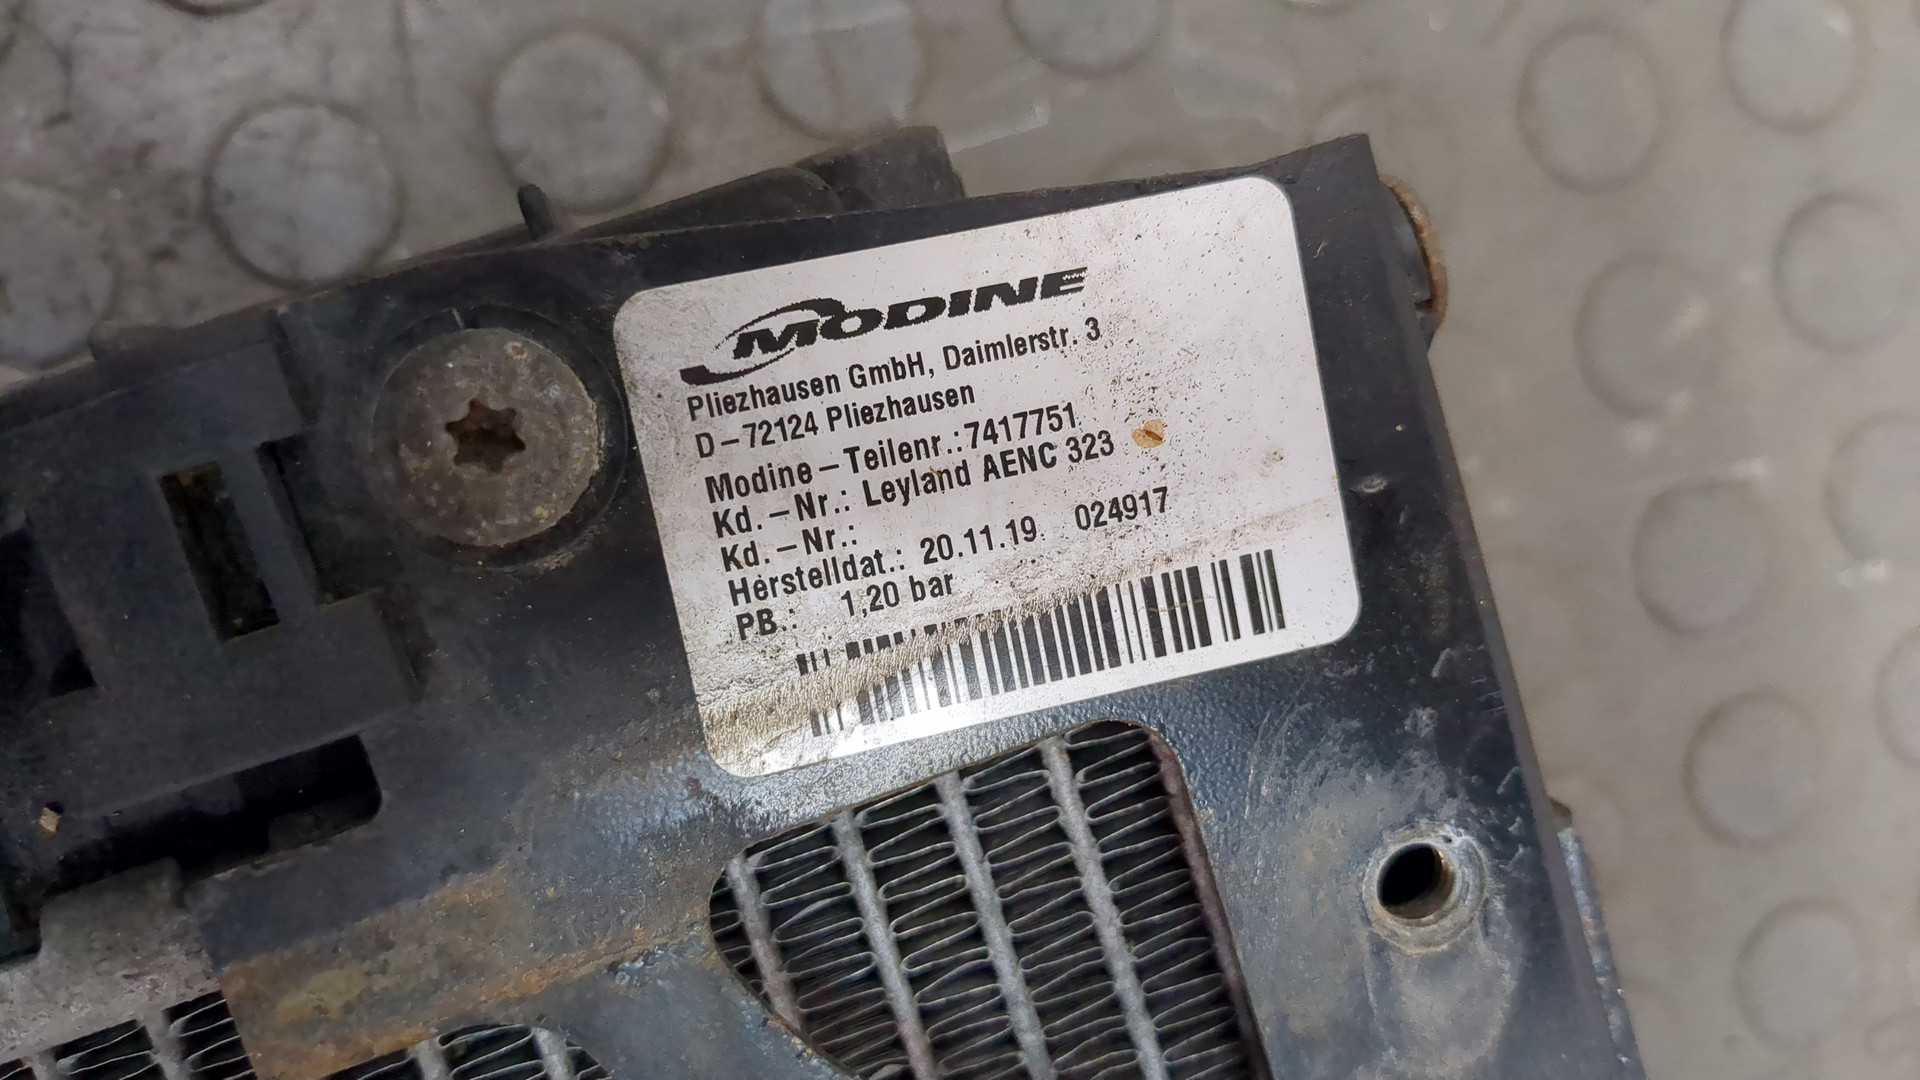 MODINE
Pliezhausen GmbH, Daimlerstr. 3
D-72124 Pliezhausen
Modine-Teilenr.:7417751
Kd.-Nr.: Leyland AENC 323
Kd.-Nr.:
Herstelldat.: 20.11.19 024917
PB.: 1,20 bar